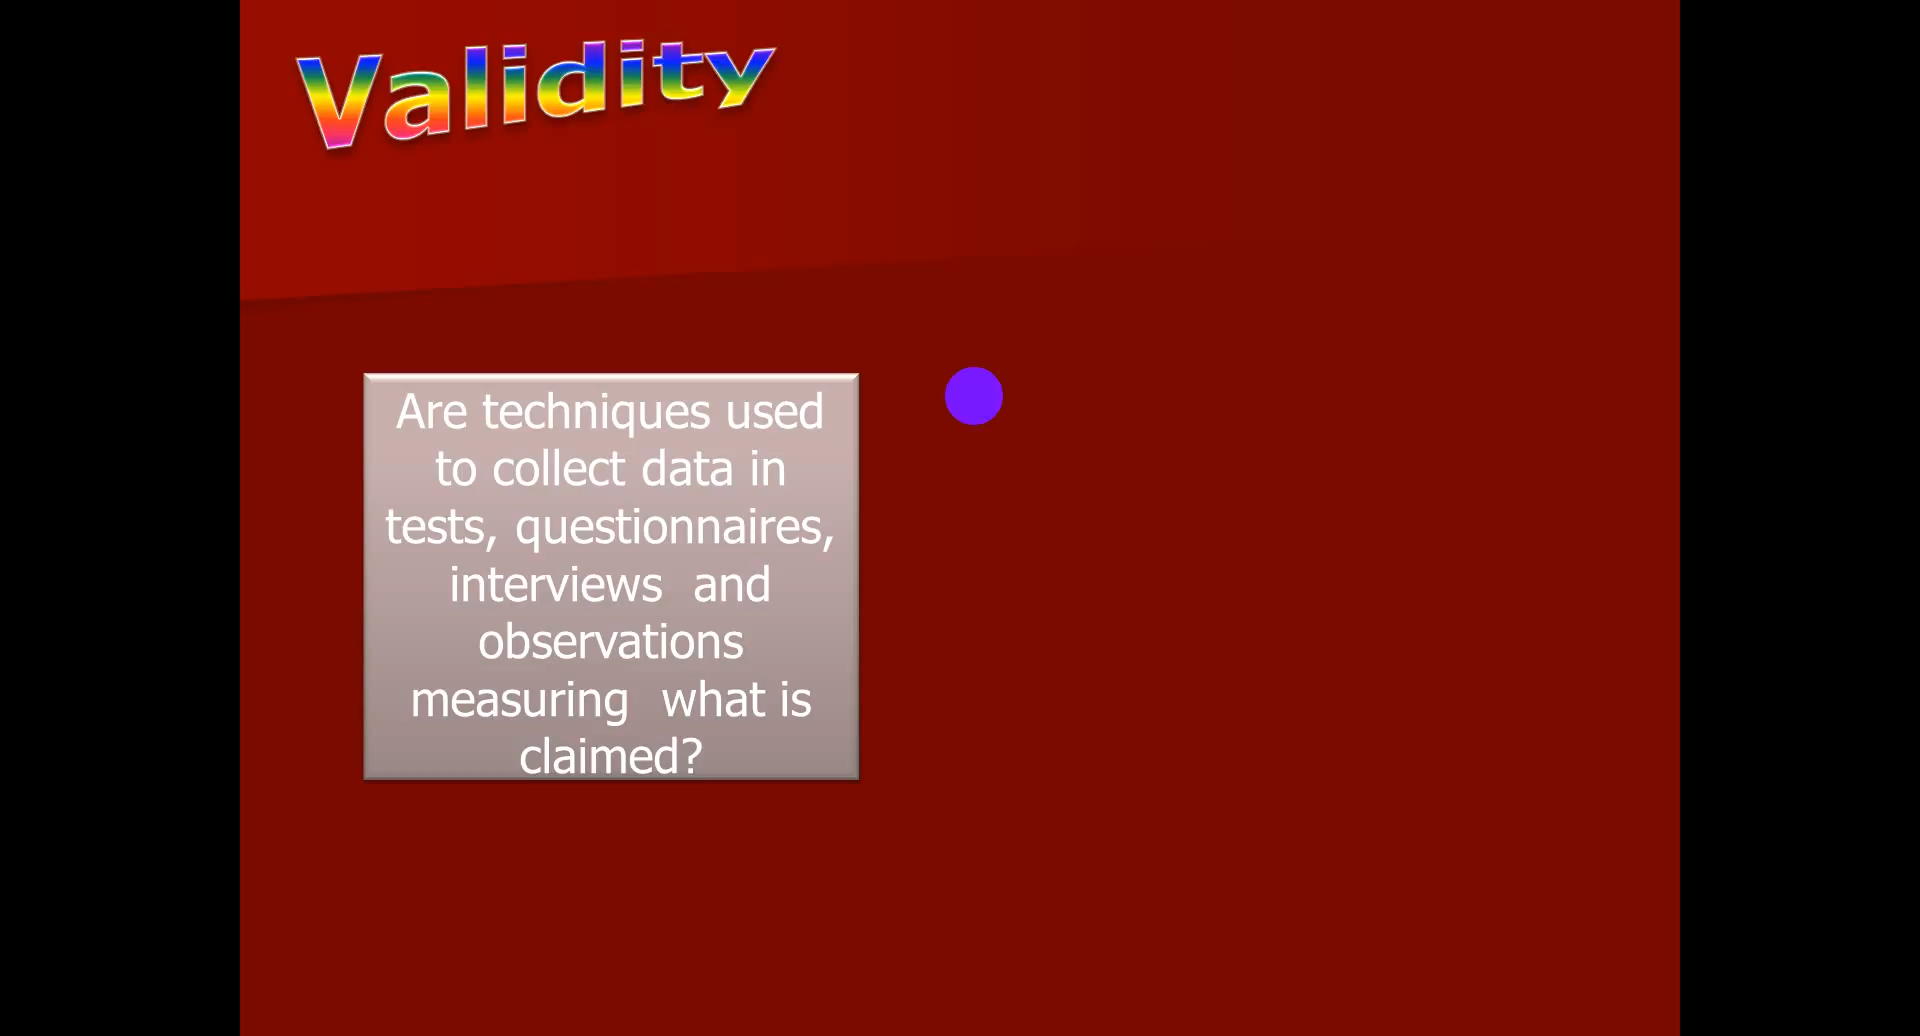 Validity
Are techniques used
to collect data in
tests, questionnaires,
interviews  and
observations
measuring  what is
claimed?